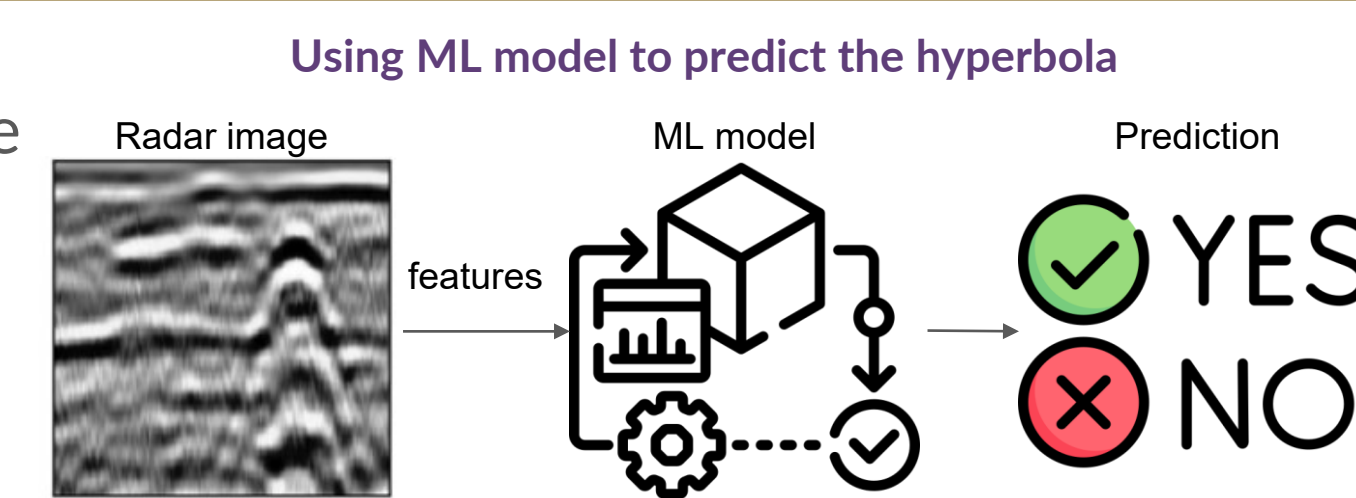 Using ML model to predict the hyperbola
e
Radar image
ML model
Prediction
features
YES
NO